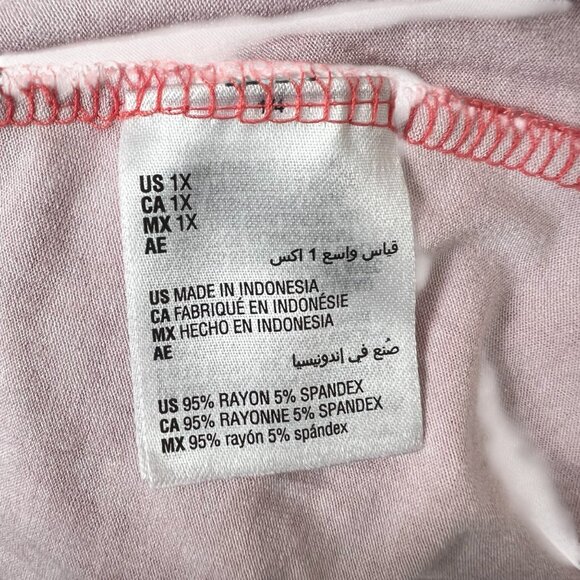 US 1X
CA 1X
MX 1X
AE
قياس واسع 1 اكس
US MADE IN INDONESIA
CA FABRIQUÉ EN INDONÉSIE
MX HECHO EN INDONESIA
AE
صُنع في إندونيسيا
US 95% RAYON 5% SPANDEX
CA 95% RAYONNE 5% SPANDEX
MX 95% rayón 5% spándex